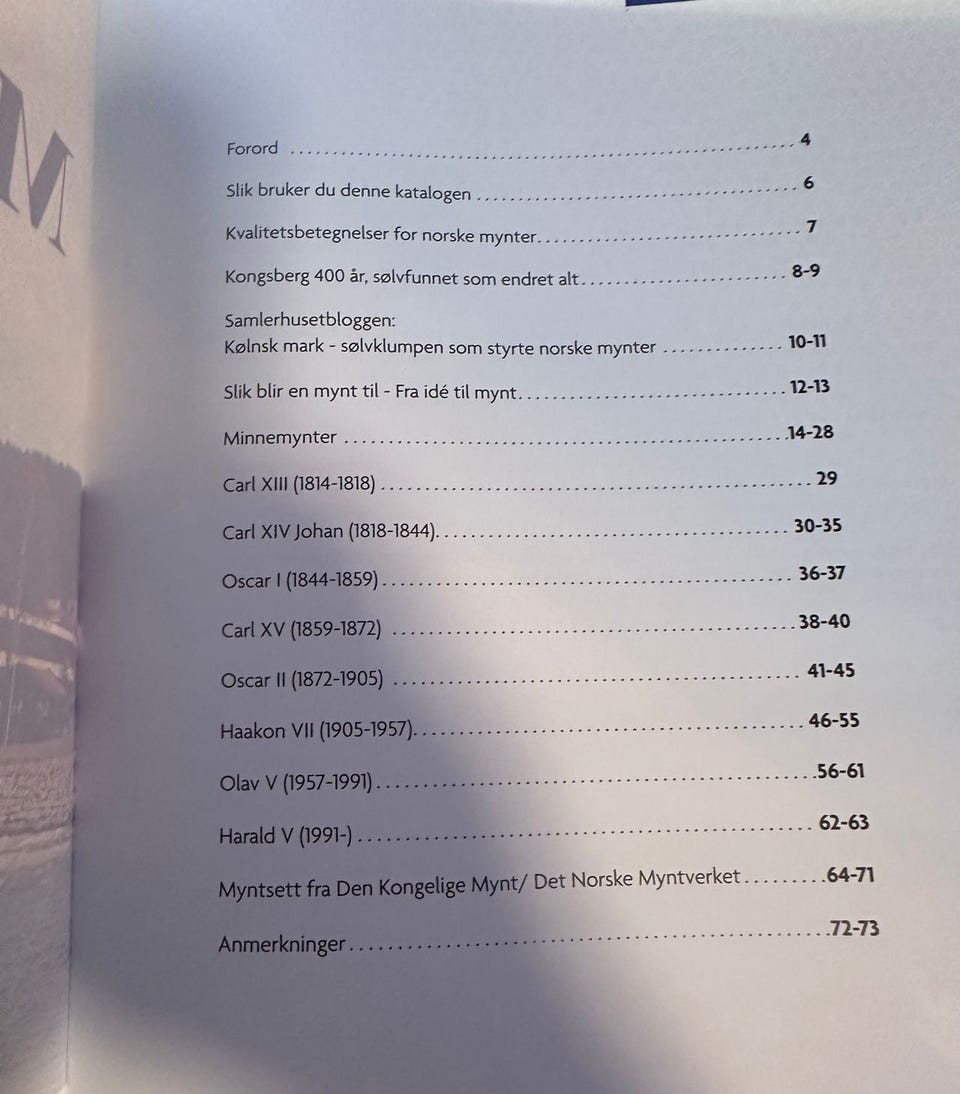 M
Forord 4
Slik bruker du denne katalogen 6
Kvalitetsbetegnelser for norske mynter 7
Kongsberg 400 år, sølvfunnet som endret alt 8-9
Samlerhusetbloggen:
Kølnsk mark - sølvklumpen som styrte norske mynter 10-11
Slik blir en mynt til - Fra idé til mynt 12-13
Minnemynter 14-28
Carl XIII (1814-1818) 29
Carl XIV Johan (1818-1844) 30-35
Oscar I (1844-1859) 36-37
Carl XV (1859-1872) 38-40
Oscar II (1872-1905) 41-45
Haakon VII (1905-1957) 46-55
Olav V (1957-1991) 56-61
Harald V (1991-) 62-63
Myntsett fra Den Kongelige Mynt/ Det Norske Myntverket 64-71
Anmerkninger 72-73